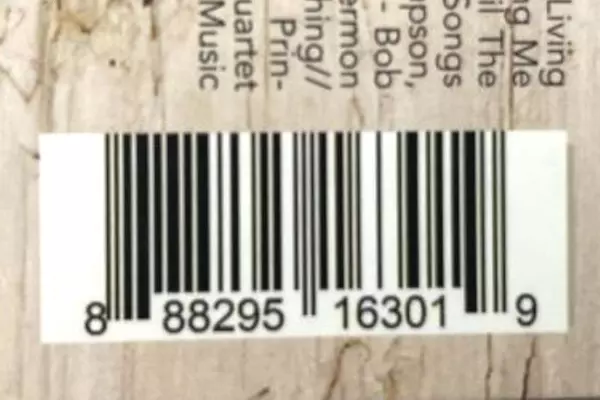 Living
g Me
il The
Songs
pson,
- Bob
ermon
hing//
Prin-
uartet
Music
8 88295 16301 9